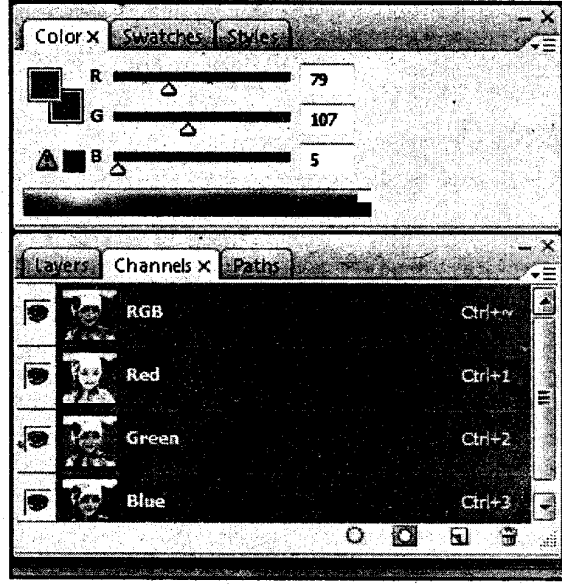 Color x Swatches Styles
R 79
G 107
B 5
Layers Channels x Paths
RGB Ctrl+~
Red Ctrl+1
Green Ctrl+2
Blue Ctrl+3